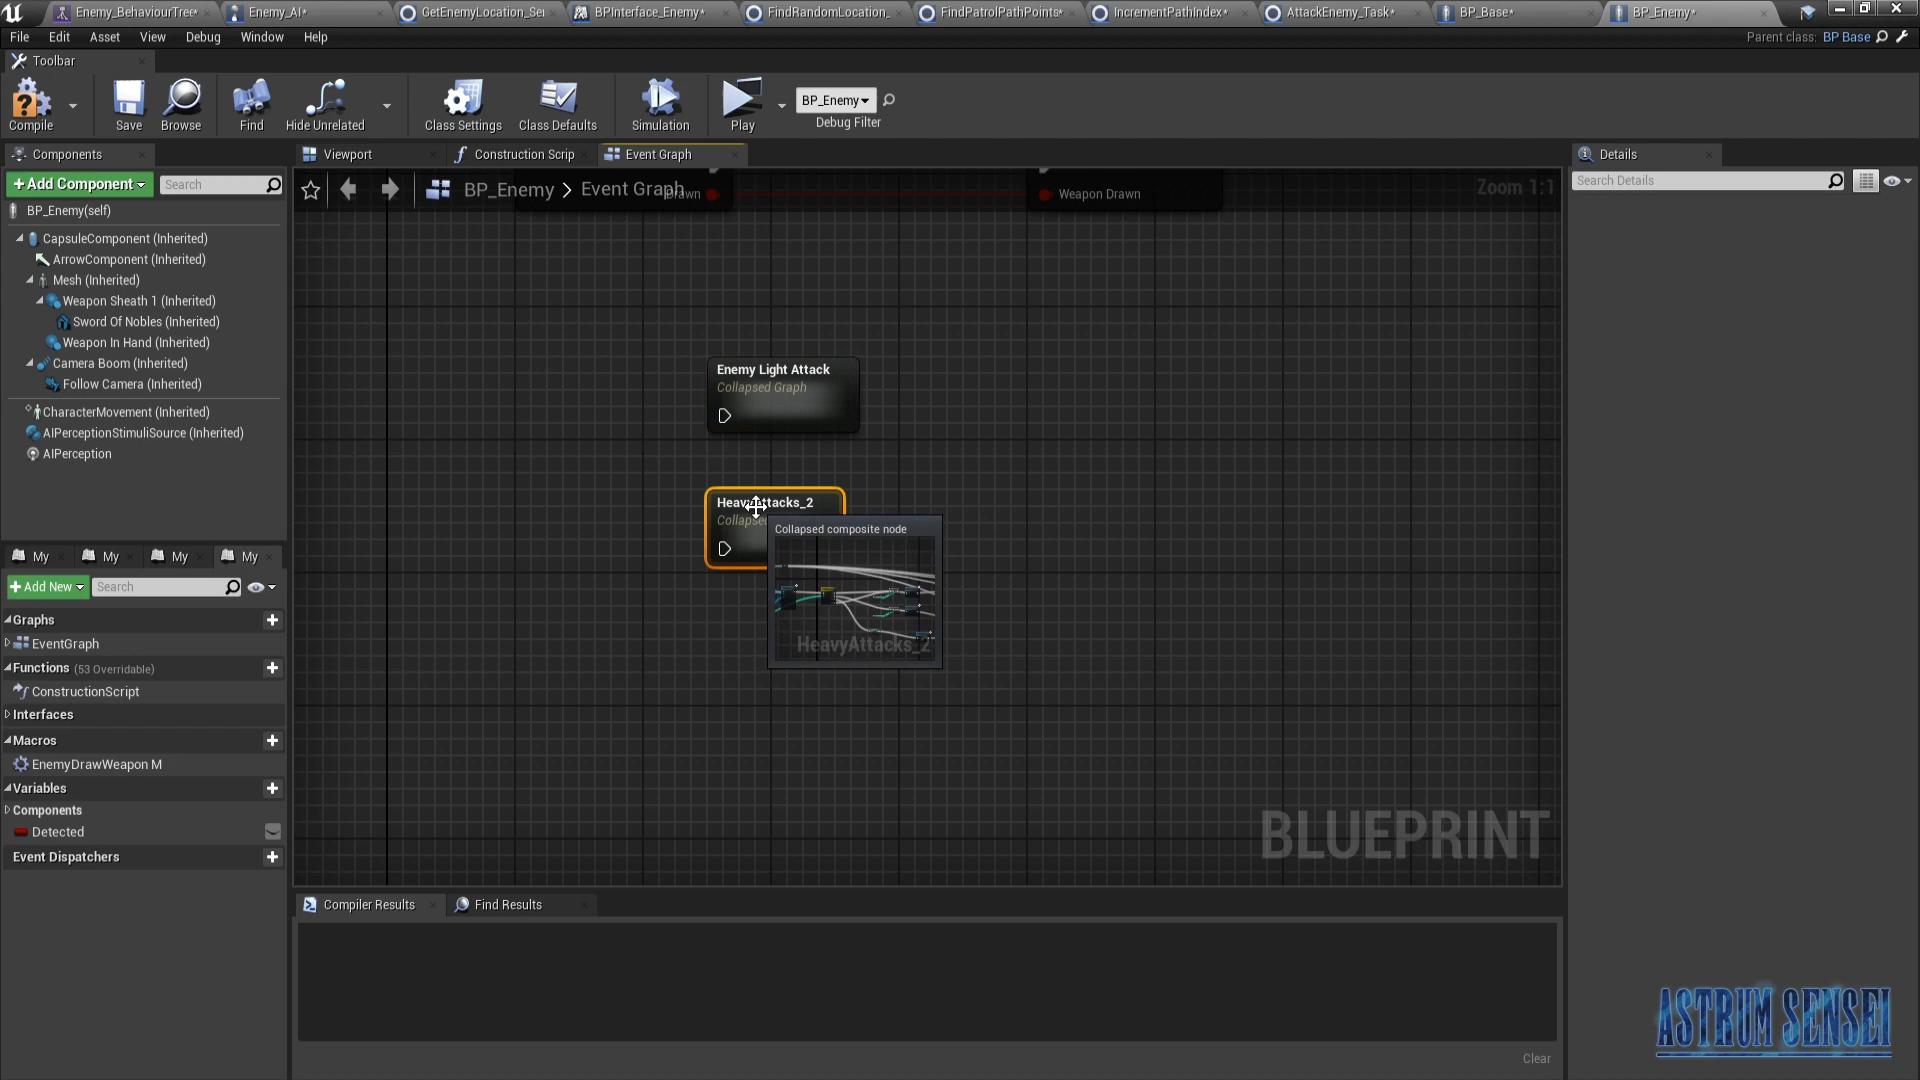 Enemy_BehaviourTree*
Enemy_AI*
GetEnemyLocation_Se
BPInterface_Enemy*
FindRandomLocation_
FindPatrolPathPoints*
IncrementPathIndex*
AttackEnemy_Task*
BP_Base*
BP_Enemy*
File Edit Asset View Debug Window Help
Parent class: BP Base
Toolbar
Compile
Save
Browse
Find
Hide Unrelated
Class Settings
Class Defaults
Simulation
Play
BP_Enemy
Debug Filter
Components
Viewport
Construction Scrip
Event Graph
Details
+Add Component
Search
BP_Enemy > Event Graph
Drawn
Weapon Drawn
Zoom 1:1
Search Details
BP_Enemy(self)
CapsuleComponent (Inherited)
ArrowComponent (Inherited)
Mesh (Inherited)
Weapon Sheath 1 (Inherited)
Sword Of Nobles (Inherited)
Weapon In Hand (Inherited)
Camera Boom (Inherited)
Follow Camera (Inherited)
CharacterMovement (Inherited)
AIPerceptionStimuliSource (Inherited)
AIPerception
Enemy Light Attack
Collapsed Graph
HeavyAttacks_2
Collapsed
Collapsed composite node
HeavyAttacks_2
My My My My
+Add New
Search
Graphs
EventGraph
Functions (53 Overridable)
ConstructionScript
Interfaces
Macros
EnemyDrawWeapon M
Variables
Components
Detected
Event Dispatchers
BLUEPRINT
Compiler Results
Find Results
Clear
ASTRUM SENSEI